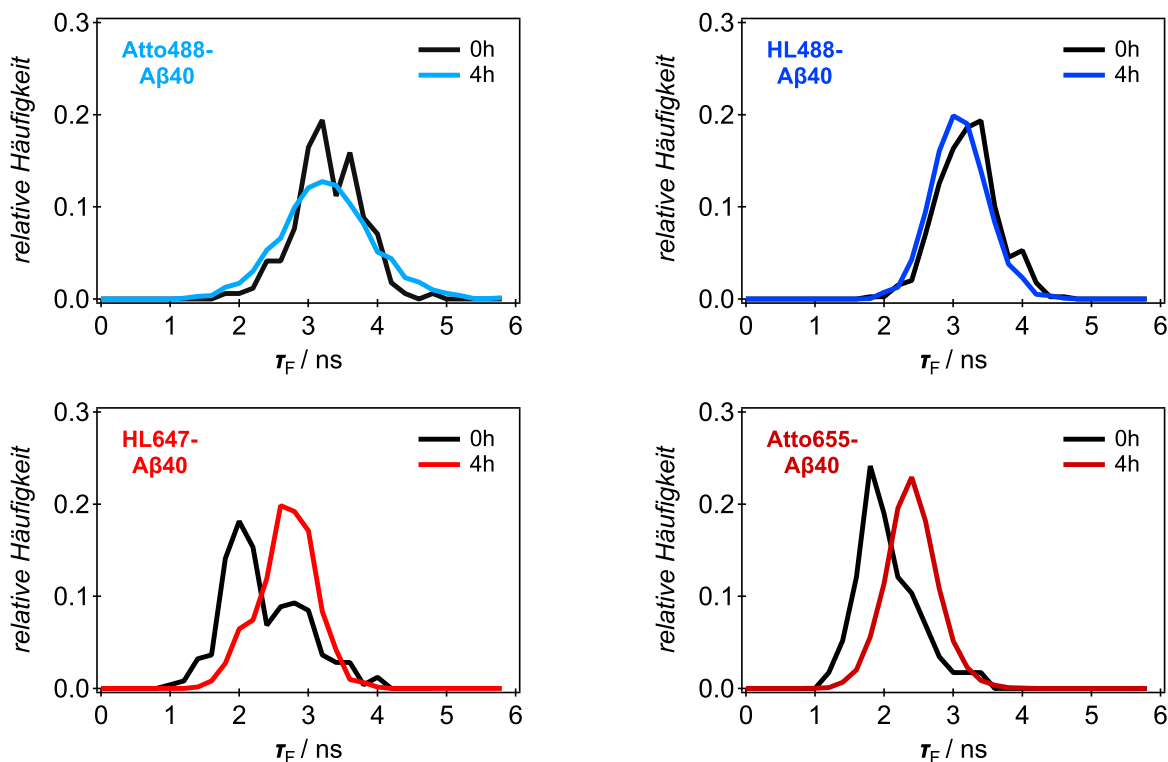 Atto488-
Aβ40
0h
4h
relative Häufigkeit
0.3
0.2
0.1
0.0
0 1 2 3 4 5 6
τF / ns
HL488-
Aβ40
0h
4h
relative Häufigkeit
0.3
0.2
0.1
0.0
0 1 2 3 4 5 6
τF / ns
HL647-
Aβ40
0h
4h
relative Häufigkeit
0.3
0.2
0.1
0.0
0 1 2 3 4 5 6
τF / ns
Atto655-
Aβ40
0h
4h
relative Häufigkeit
0.3
0.2
0.1
0.0
0 1 2 3 4 5 6
τF / ns